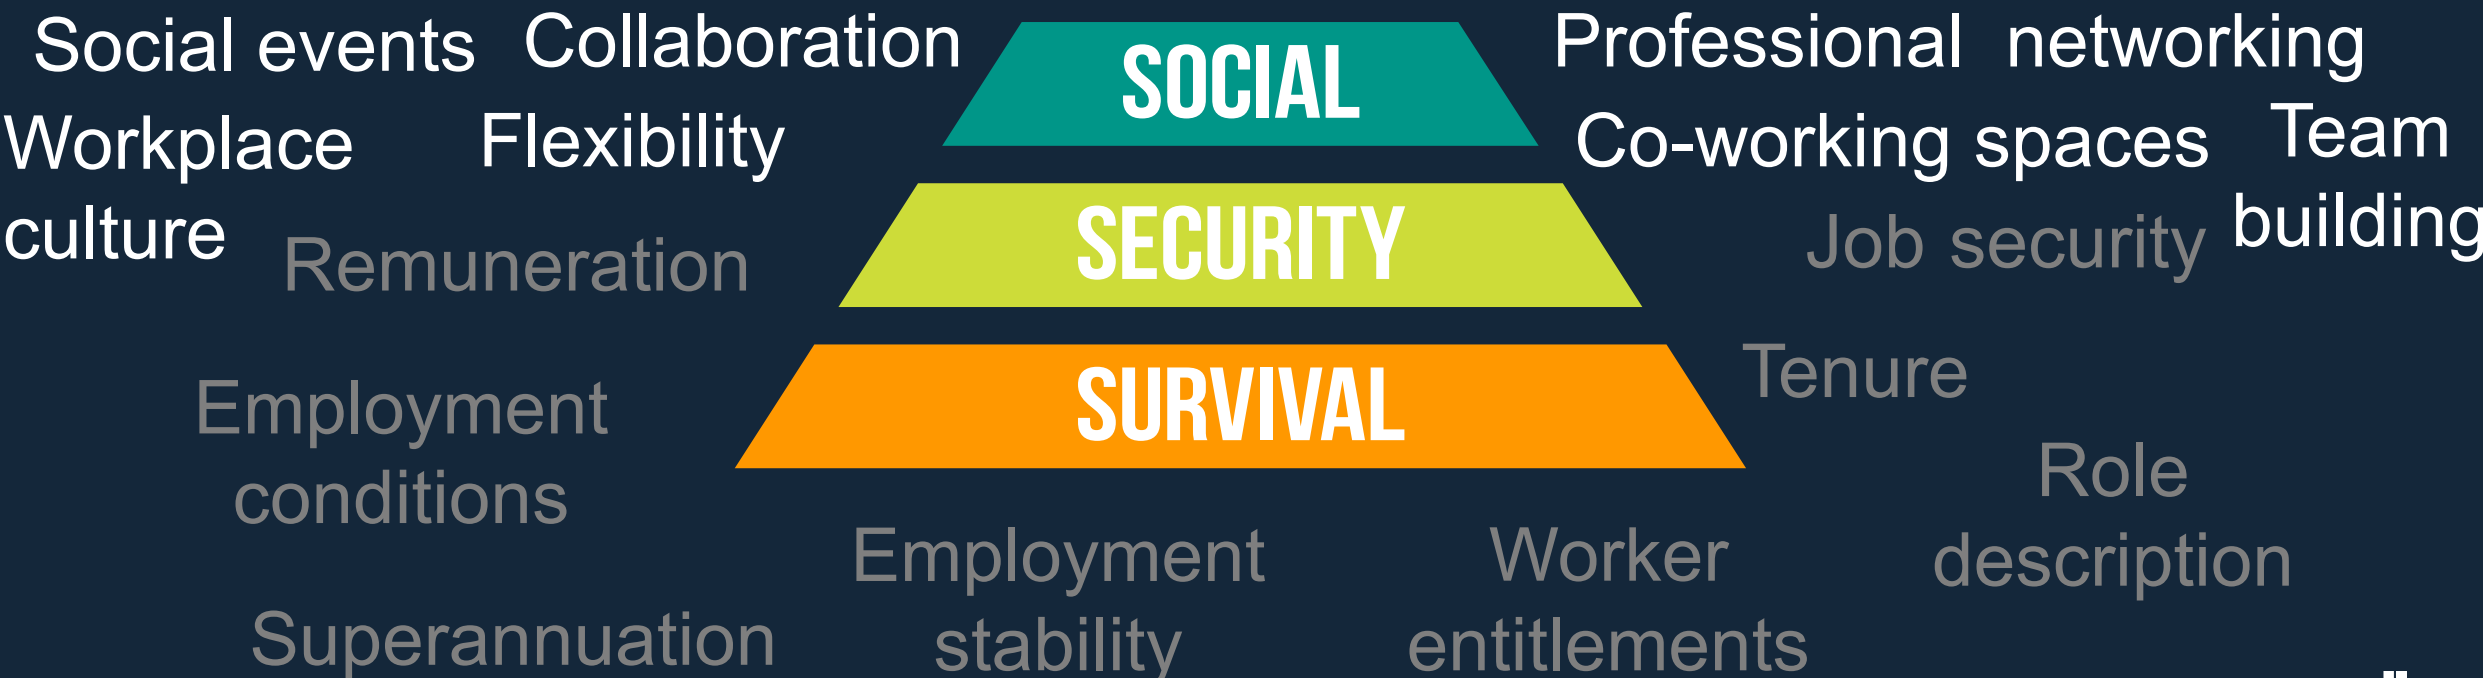 Social events Collaboration SOCIAL Professional networking
Workplace Flexibility Co-working spaces Team
culture Remuneration SECURITY Job security building
Employment SURVIVAL Tenure
conditions Role
Employment Worker description
Superannuation stability entitlements